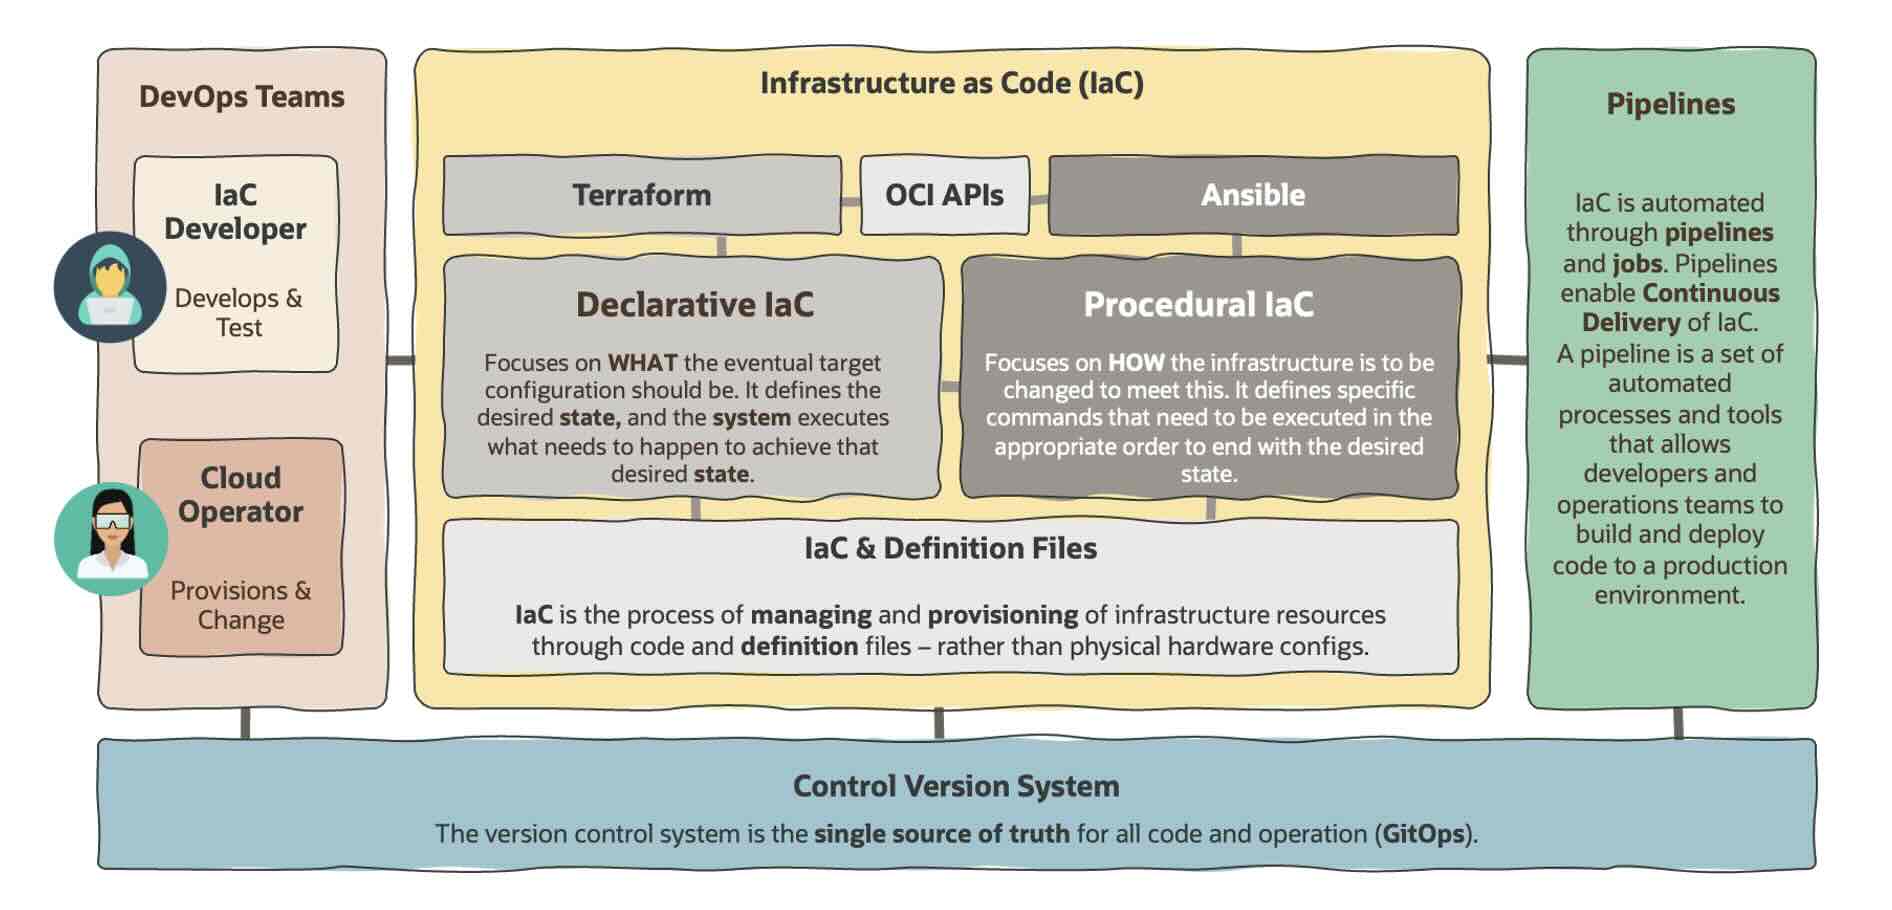 DevOps Teams
IaC
Developer
Develops &
Test
Cloud
Operator
Provisions &
Change
Infrastructure as Code (IaC)
Terraform
OCI APIs
Ansible
Declarative IaC
Focuses on WHAT the eventual target
configuration should be. It defines the
desired state, and the system executes
what needs to happen to achieve that
desired state.
Procedural IaC
Focuses on HOW the infrastructure is to be
changed to meet this. It defines specific
commands that need to be executed in the
appropriate order to end with the desired
state.
IaC & Definition Files
IaC is the process of managing and provisioning of infrastructure resources
through code and definition files – rather than physical hardware configs.
Pipelines
IaC is automated
through pipelines
and jobs. Pipelines
enable Continuous
Delivery of IaC.
A pipeline is a set of
automated
processes and tools
that allows
developers and
operations teams to
build and deploy
code to a production
environment.
Control Version System
The version control system is the single source of truth for all code and operation (GitOps).